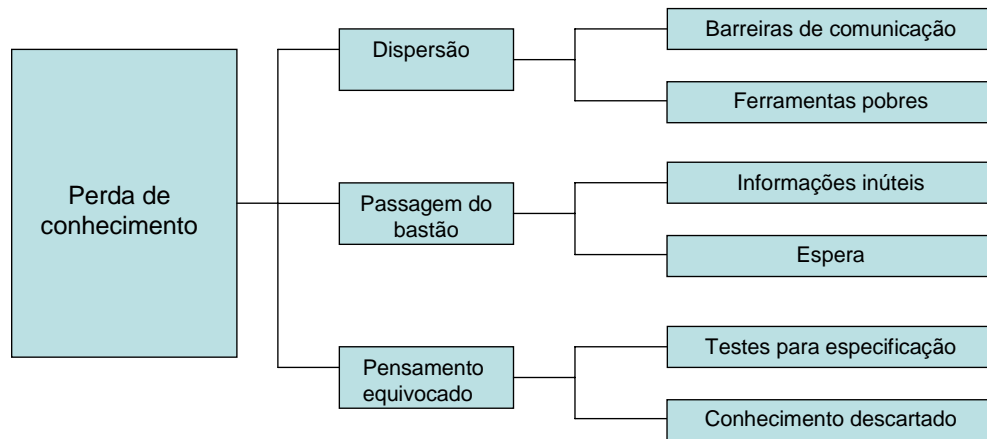 Perda de
conhecimento
Dispersão
Barreiras de comunicação
Ferramentas pobres
Passagem do
bastão
Informações inúteis
Espera
Pensamento
equivocado
Testes para especificação
Conhecimento descartado